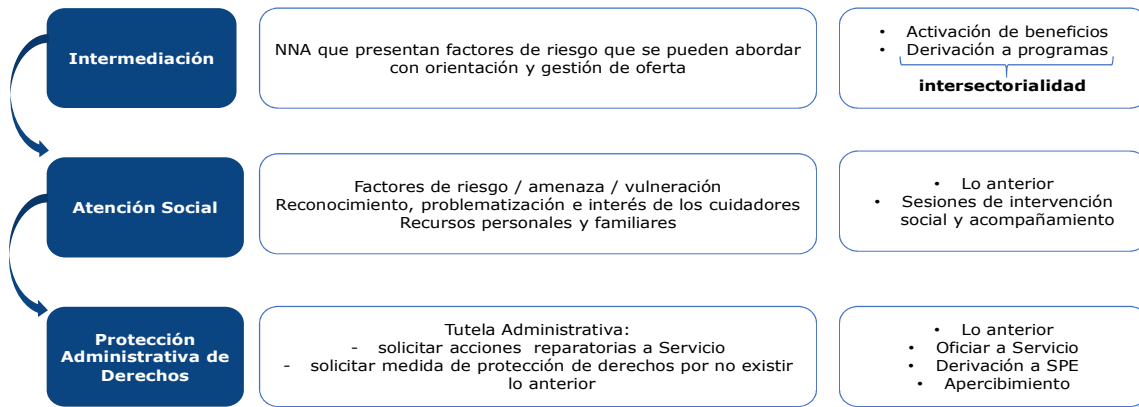 Intermediación
NNA que presentan factores de riesgo que se pueden abordar
con orientación y gestión de oferta
• Activación de beneficios
• Derivación a programas
intersectorialidad
Atención Social
Factores de riesgo / amenaza / vulneración
Reconocimiento, problematización e interés de los cuidadores
Recursos personales y familiares
• Lo anterior
• Sesiones de intervención
social y acompañamiento
Protección
Administrativa de
Derechos
Tutela Administrativa:
- solicitar acciones reparatorias a Servicio
- solicitar medida de protección de derechos por no existir
lo anterior
• Lo anterior
• Oficiar a Servicio
• Derivación a SPE
• Apercibimiento